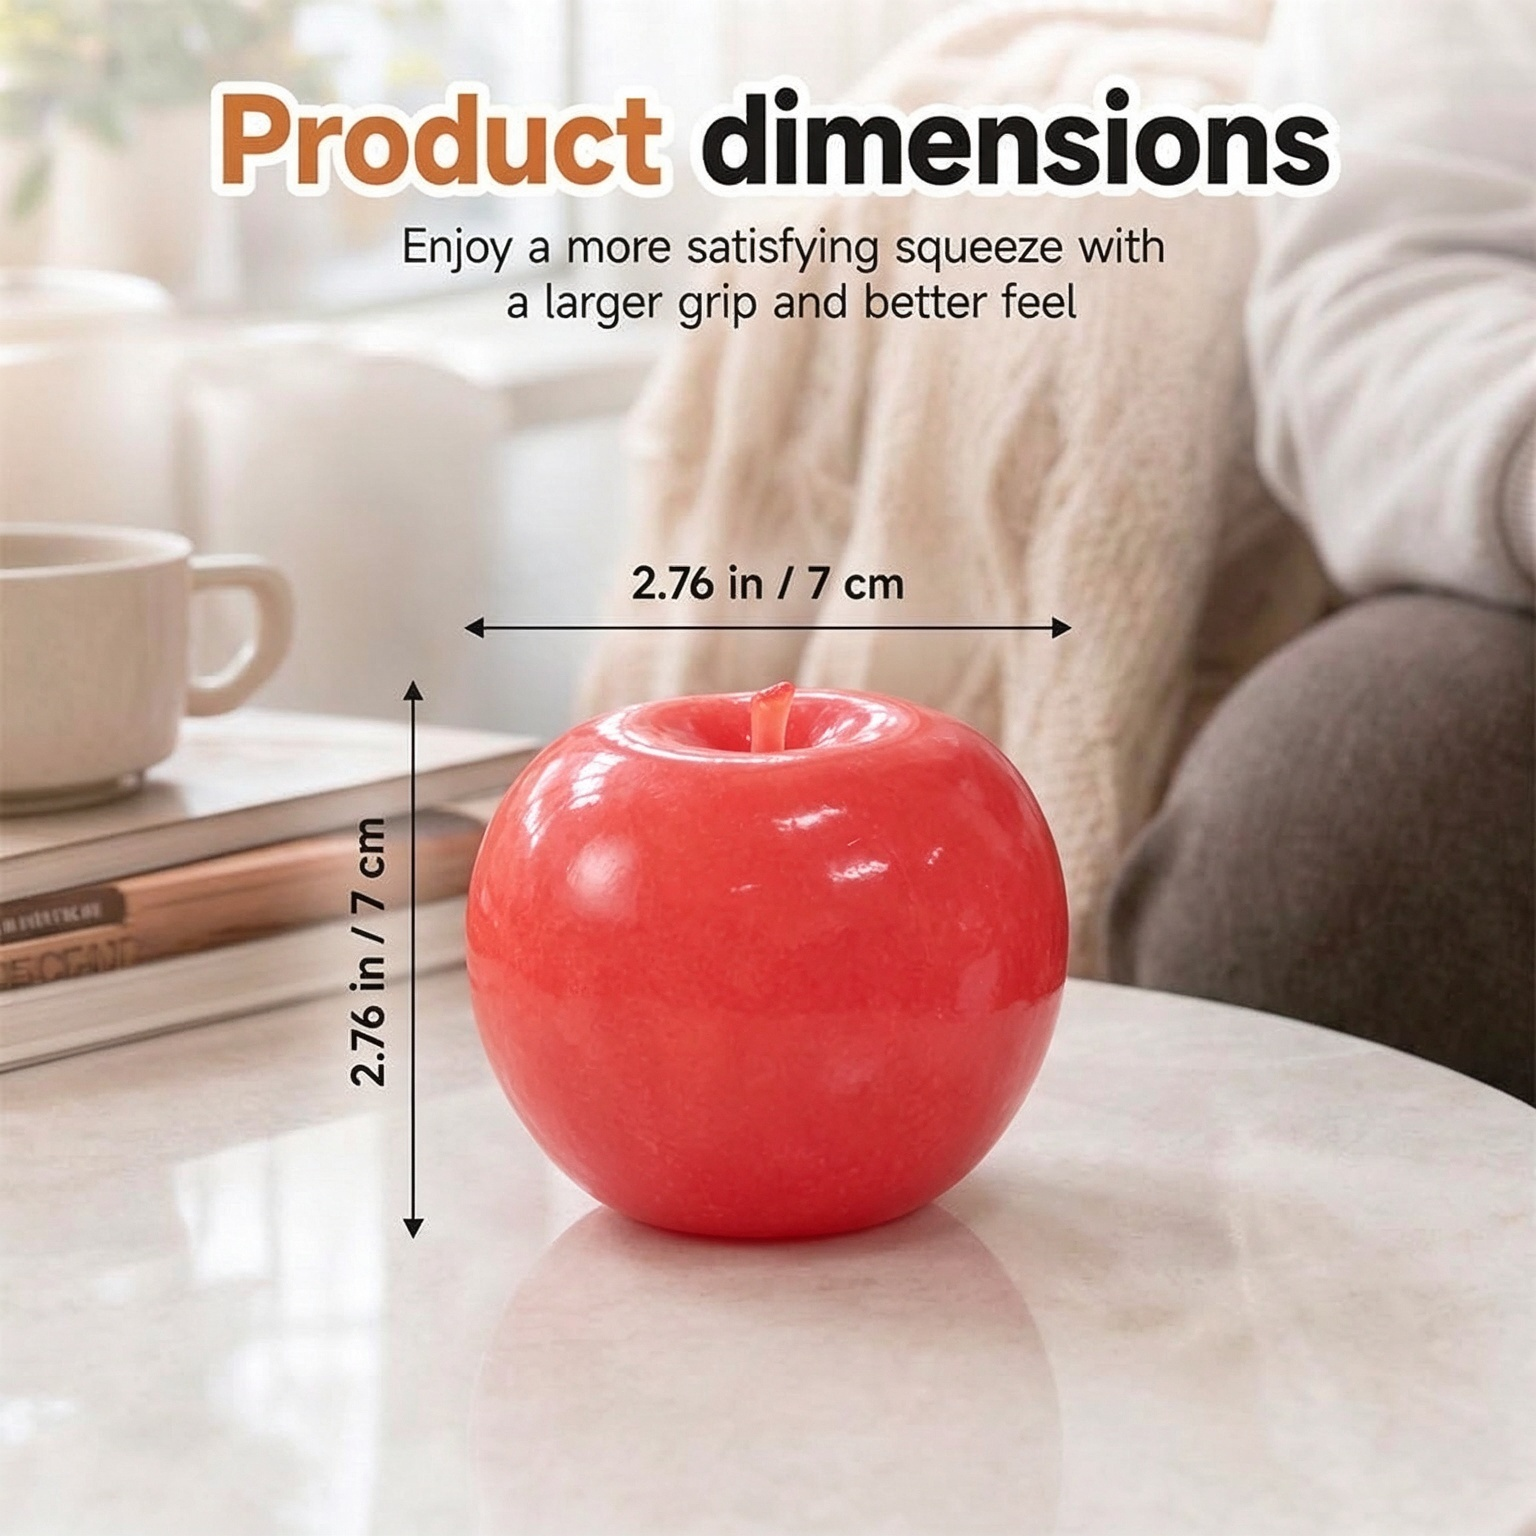 Product dimensions
Enjoy a more satisfying squeeze with
a larger grip and better feel
2.76 in / 7 cm
2.76 in / 7 cm